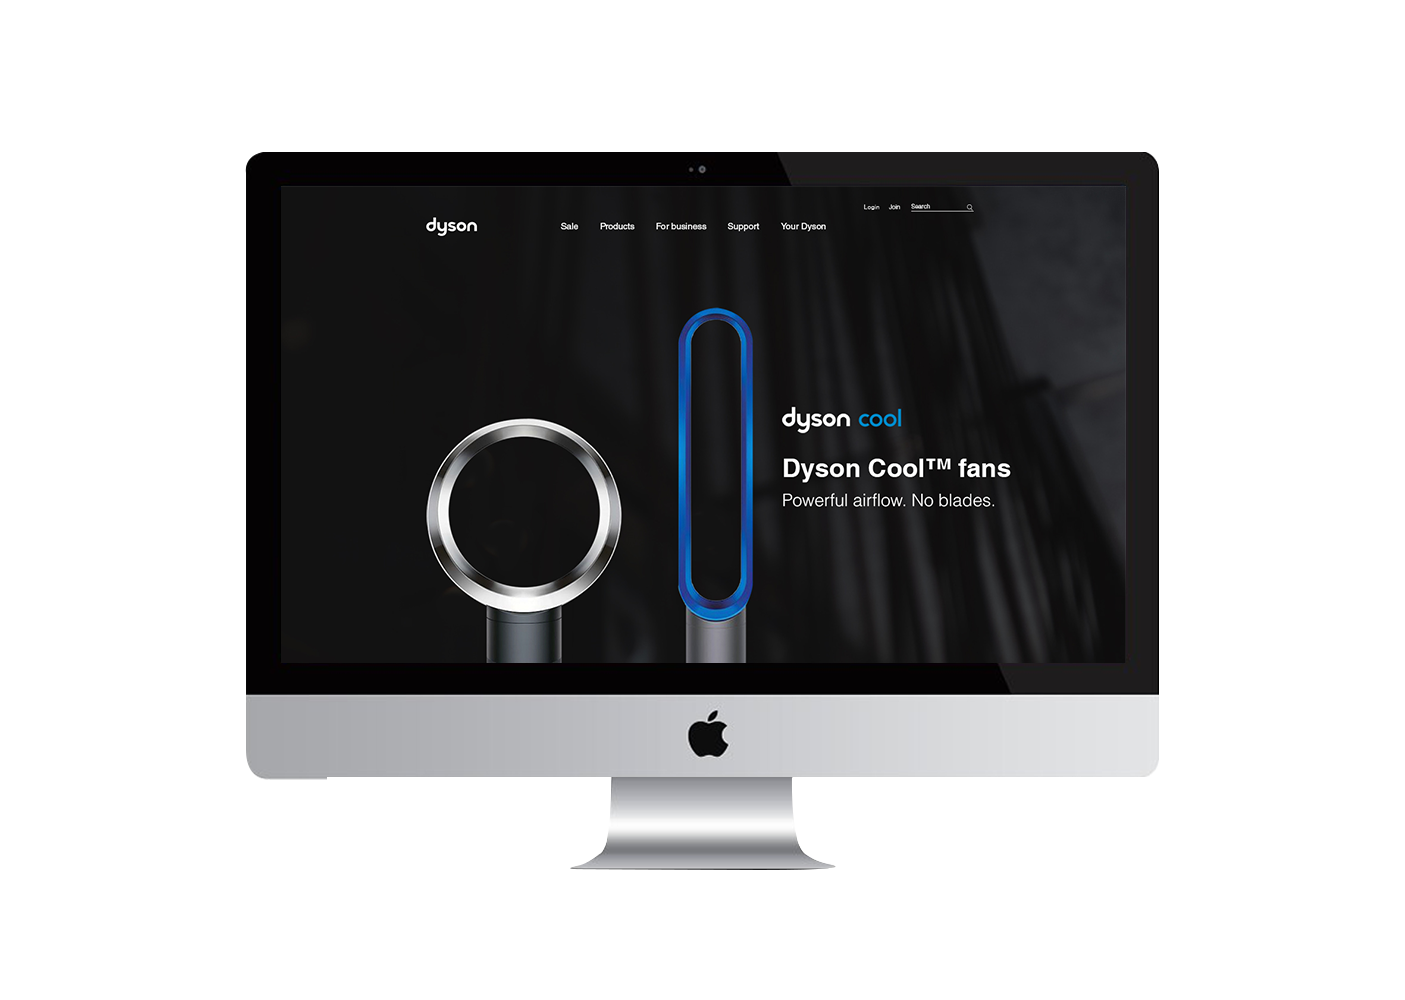 Login Join Search
dyson Sale Products For business Support Your Dyson
dyson cool
Dyson Cool™ fans
Powerful airflow. No blades.